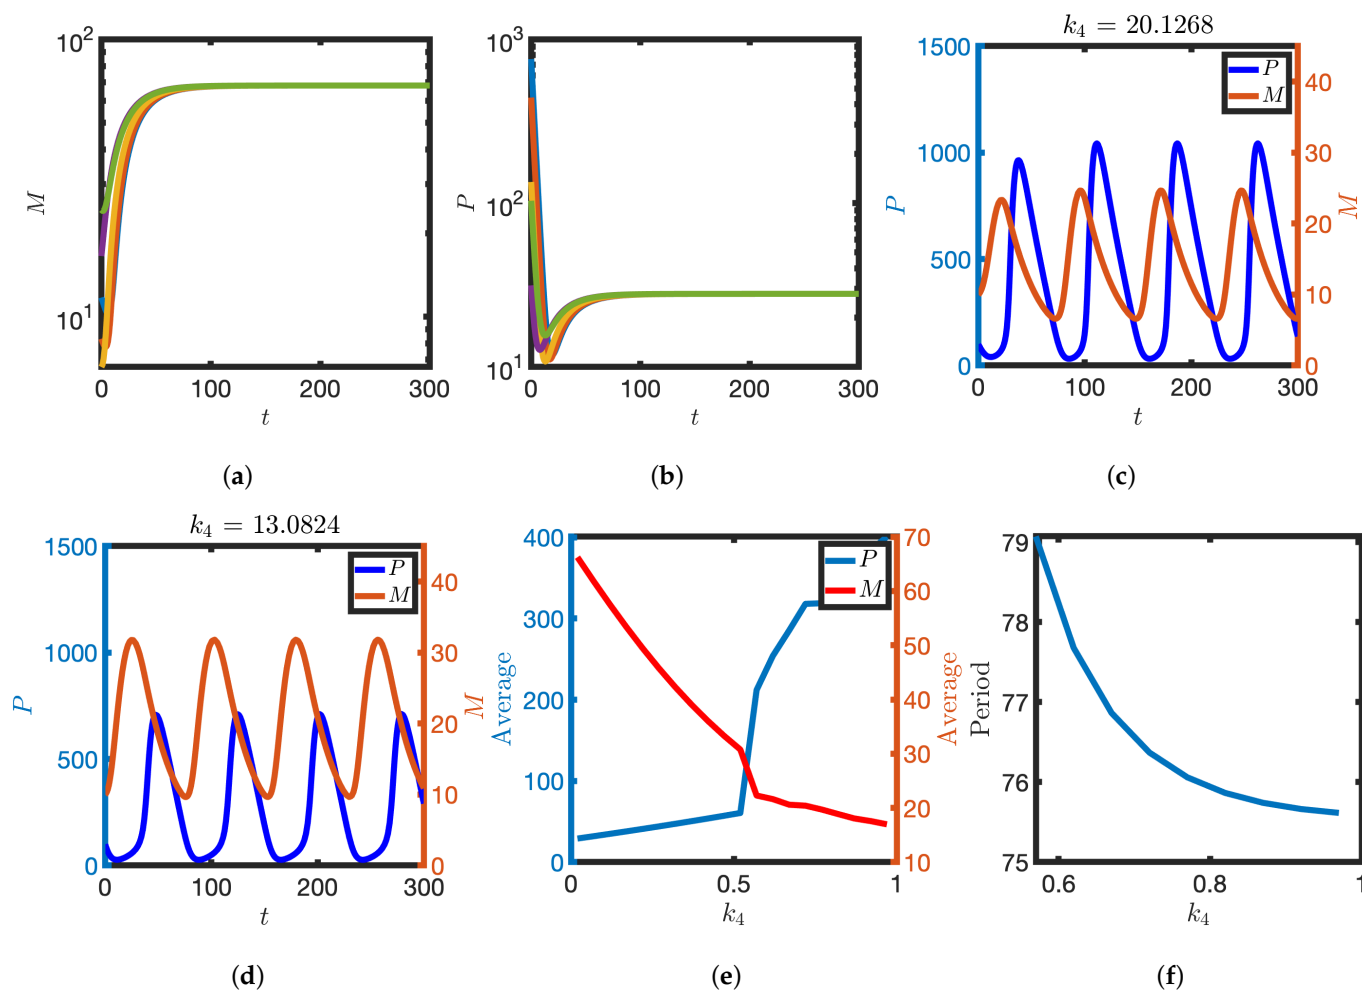 10²
M
10¹
0 100 200 300
t
(a)
10³
P
10²
10¹
0 100 200 300
t
(b)
k₄ = 20.1268
1500
1000
500
0
P
P
M
40
30
20
10
0
M
0 100 200 300
t
(c)
k₄ = 13.0824
1500
1000
500
0
P
P
M
40
30
20
10
0
M
0 100 200 300
t
(d)
400
300
200
100
0
Average
P
M
70
60
50
40
30
20
10
Average
0 0.5 1
k₄
(e)
79
78
77
76
75
Period
0.6 0.8 1
k₄
(f)